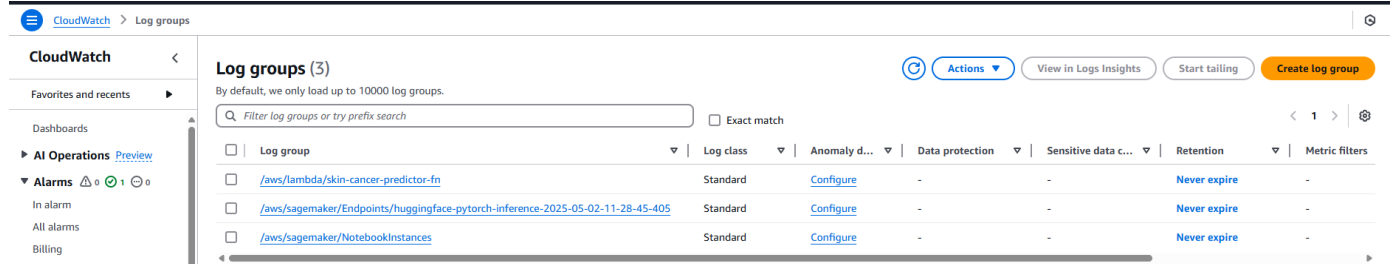 CloudWatch > Log groups
CloudWatch
Favorites and recents
Dashboards
AI Operations Preview
Alarms 0 1 0
In alarm
All alarms
Billing
Log groups (3)
Actions View in Logs Insights Start tailing Create log group
By default, we only load up to 10000 log groups.
Filter log groups or try prefix search Exact match 1
Log group Log class Anomaly d... Data protection Sensitive data c... Retention Metric filters
/aws/lambda/skin-cancer-predictor-fn Standard Configure - - Never expire -
/aws/sagemaker/Endpoints/huggingface-pytorch-inference-2025-05-02-11-28-45-405 Standard Configure - - Never expire -
/aws/sagemaker/NotebookInstances Standard Configure - - Never expire -